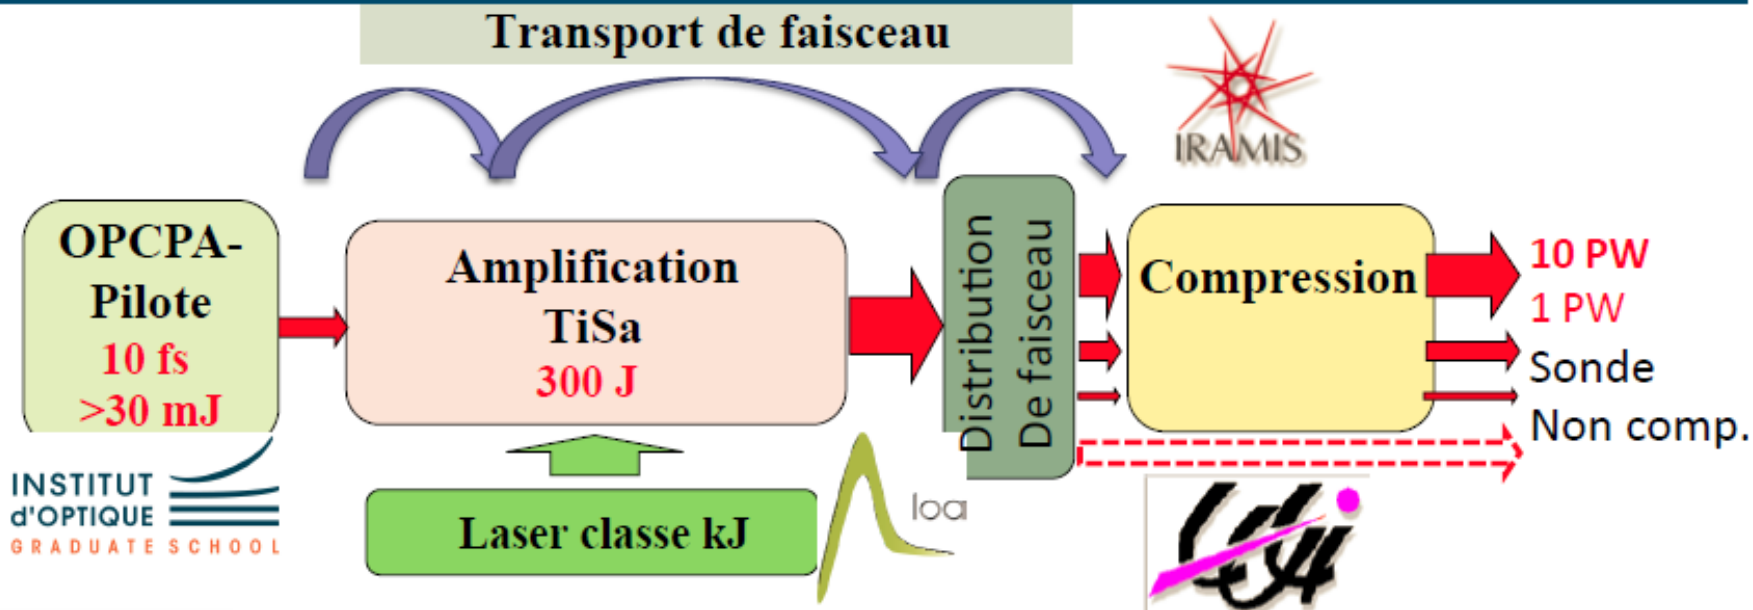 Transport de faisceau
IRAMIS
OPCPA-
Pilote
10 fs
>30 mJ
Amplification
TiSa
300 J
Distribution
De faisceau
Compression
10 PW
1 PW
Sonde
Non comp.
INSTITUT
d'OPTIQUE
GRADUATE SCHOOL
Laser classe kJ
loa